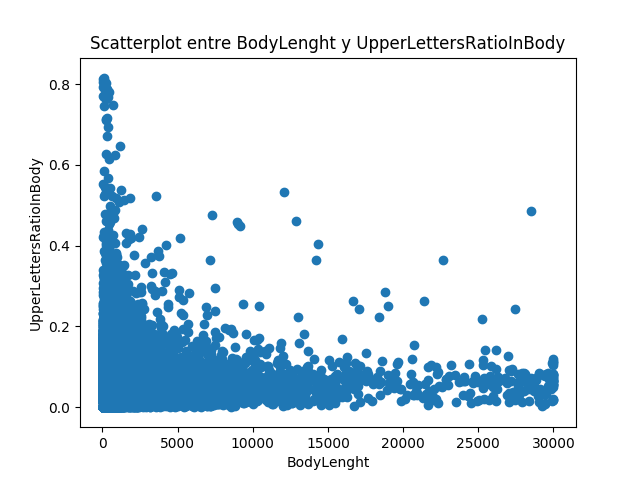 Scatterplot entre BodyLenght y UpperLettersRatioInBody
UpperLettersRatioInBody
0.8
0.6
0.4
0.2
0.0
0 5000 10000 15000 20000 25000 30000
BodyLenght